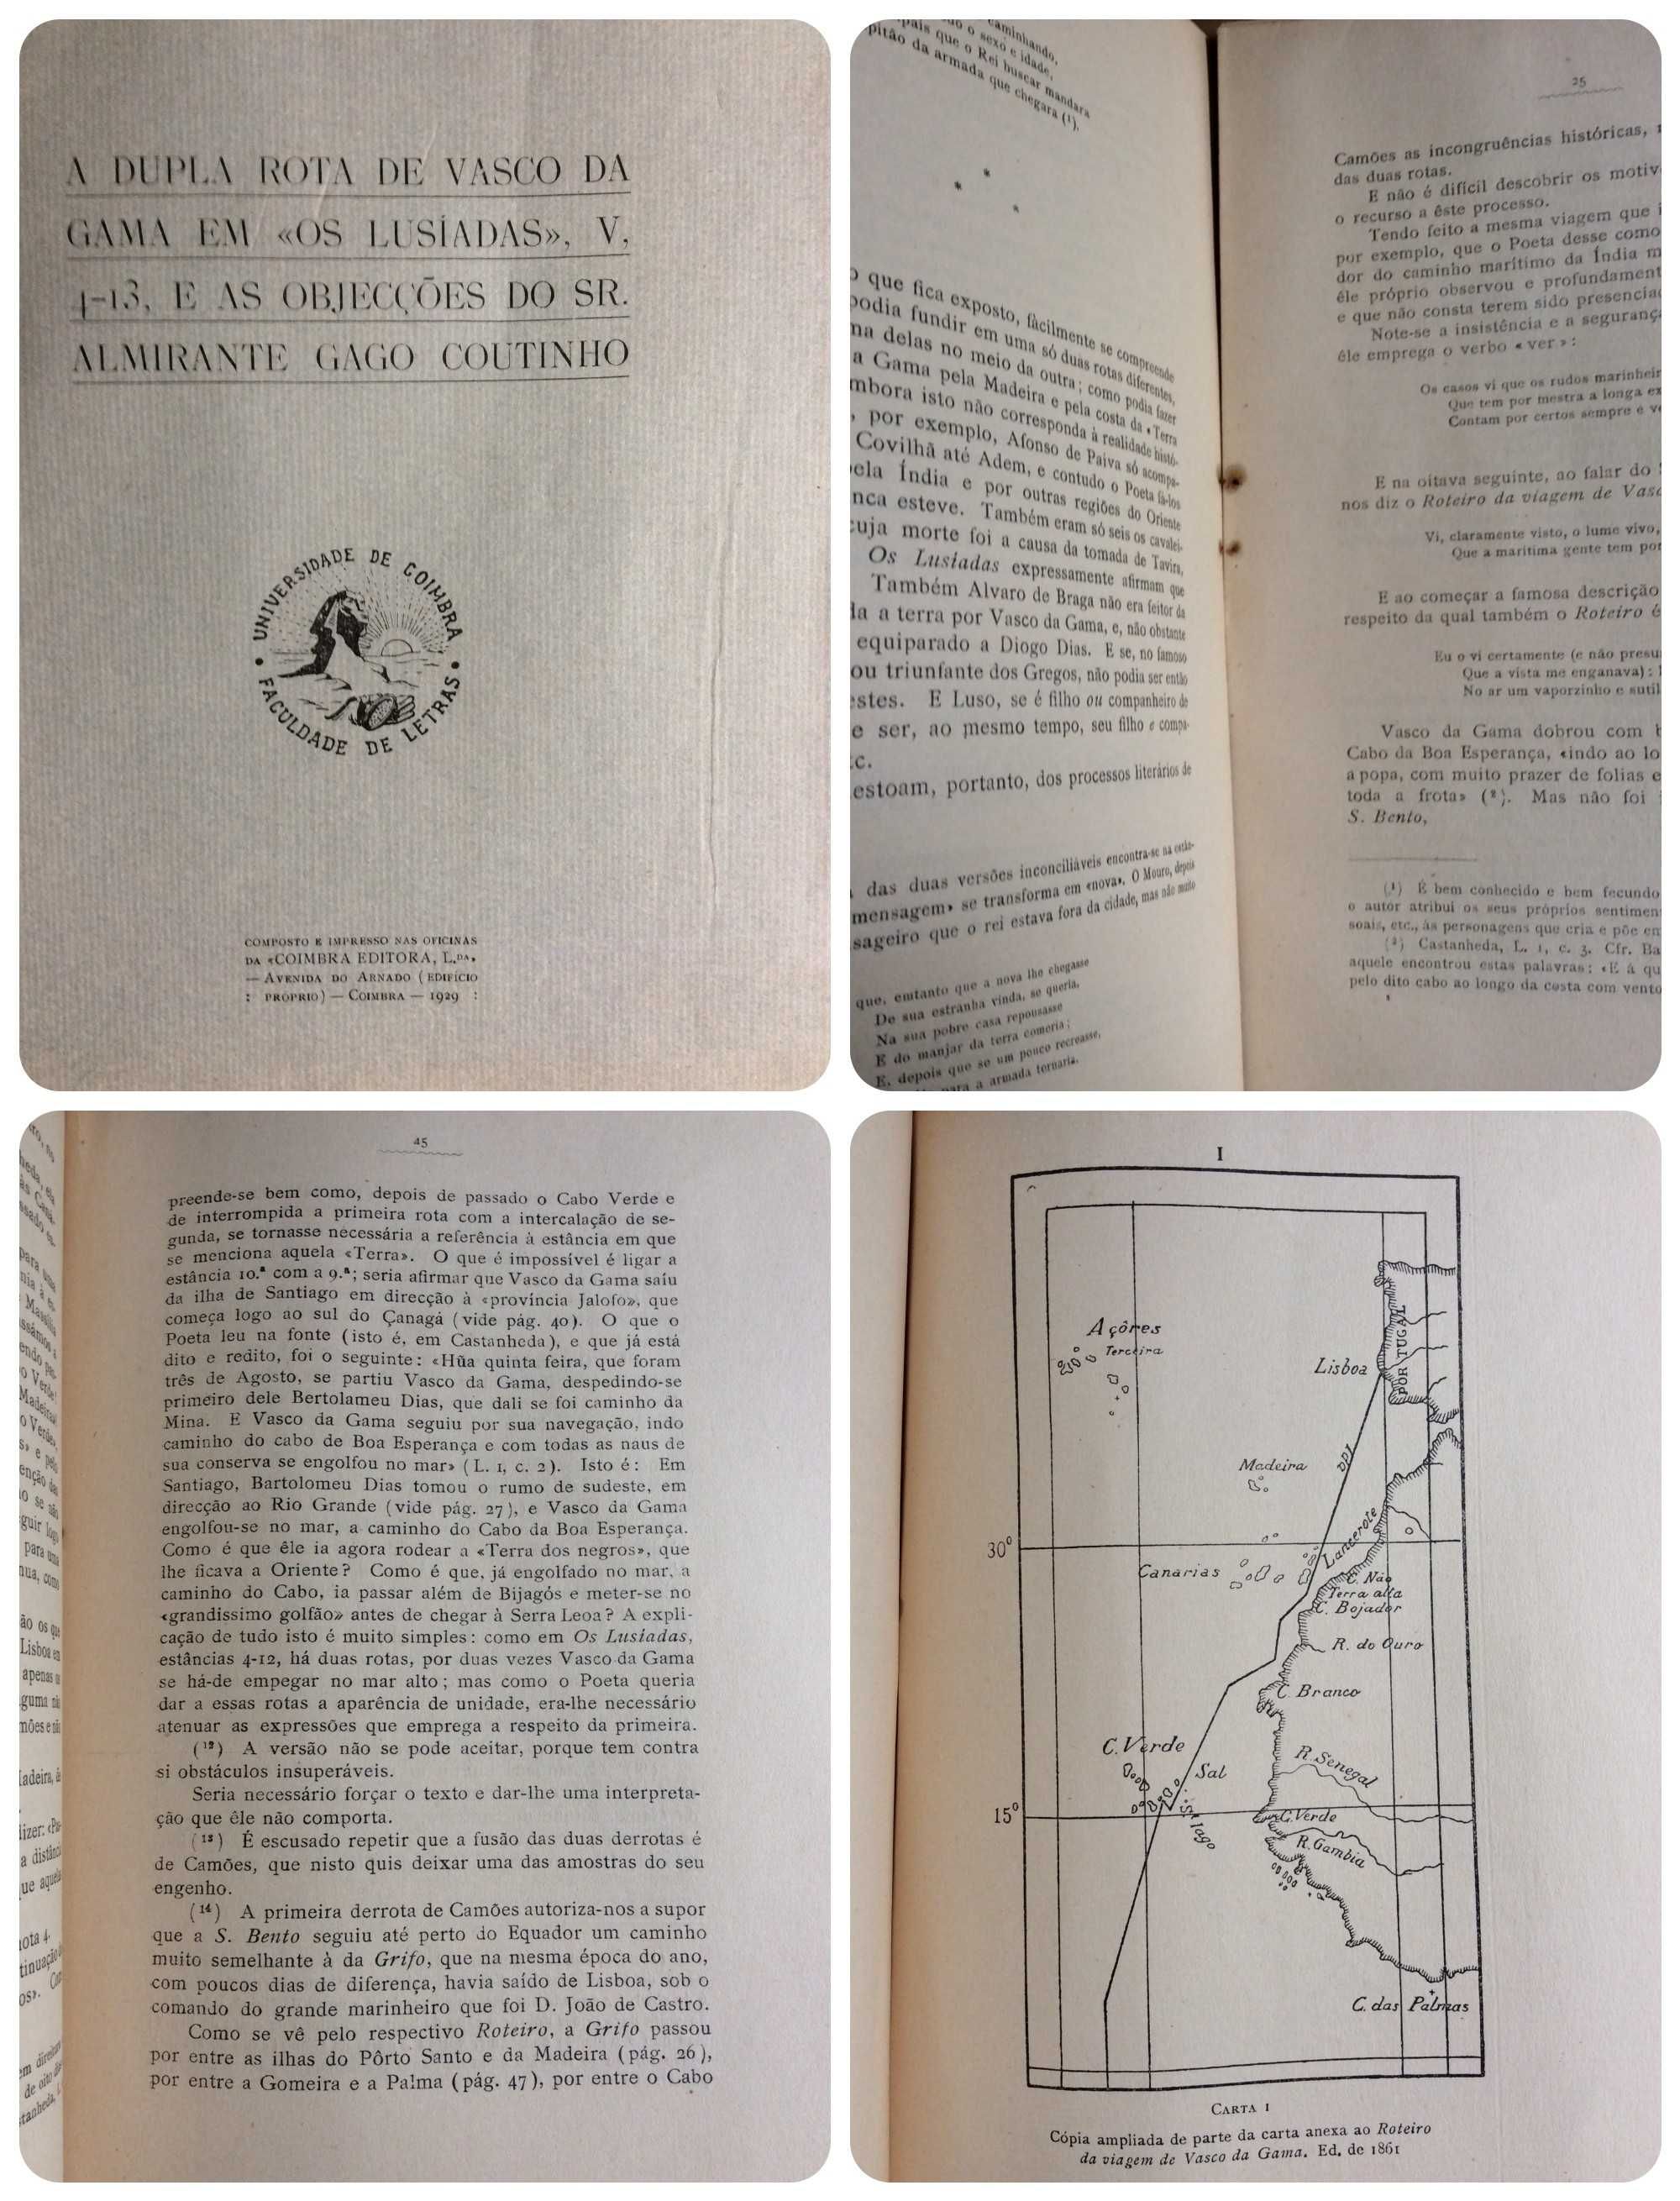 A DUPLA ROTA DE VASCO DA
GAMA EM «OS LUSÍADAS», V,
4-13, E AS OBJECÇÕES DO SR.
ALMIRANTE GAGO COUTINHO
UNIVERSIDADE DE COIMBRA
FACULDADE DE LETRAS
COMPOSTO E IMPRESSO NAS OFICINAS
DA «COIMBRA EDITORA, L.DA»
— AVENIDA DO ARNADO (EDIFÍCIO
: PRÓPRIO) — COIMBRA — 1929 :
caminhando,
o sexo e idade,
que o Rei buscar mandara
pitão da armada que chegara (1).
o que fica exposto, fàcilmente se compreende
podia fundir em uma só duas rotas diferentes,
na delas no meio da outra; como podia fazer
a Gama pela Madeira e pela costa da «Terra
mbora isto não corresponda à realidade histó-
, por exemplo, Afonso de Paiva só acompa-
Covilhã até Adem, e contudo o Poeta fá-los
ela Índia e por outras regiões do Oriente
nca esteve. Também eram só seis os cavalei-
cuja morte foi a causa da tomada de Tavira,
Os Lusíadas expressamente afirmam que
Também Alvaro de Braga não era feitor da
da a terra por Vasco da Gama, e, não obstante
equiparado a Diogo Dias. E se, no famoso
ou triunfante dos Gregos, não podia ser então
estes. E Luso, se é filho ou companheiro de
e ser, ao mesmo tempo, seu filho e compa-
c.
estoam, portanto, dos processos literários de
das duas versões inconciliáveis encontra-se na estân-
mensagem» se transforma em «nova». O Mouro, depois
sageiro que o rei estava fora da cidade, mas não muito
que, emtanto que a nova lhe chegasse
De sua estranha vinda, se queria,
Na sua pobre casa repousasse
E do manjar da terra comeria;
E, depois que se um pouco recreasse,
para a armada tornaria.
25
Camões as incongruências históricas,
das duas rotas.
E não é difícil descobrir os motiv
o recurso a êste processo.
Tendo feito a mesma viagem que
por exemplo, que o Poeta desse como
dor do caminho marítimo da Índia m
êle próprio observou e profundament
e que não consta terem sido presencia
Note-se a insistência e a seguranç
êle emprega o verbo «ver»:
Os casos vi que os rudos marinheir
Que tem por mestra a longa ex
Contam por certos sempre e ve
E na oitava seguinte, ao falar do
nos diz o Roteiro da viagem de Vasc
Vi, claramente visto, o lume vivo,
Que a marítima gente tem por
E ao começar a famosa descrição
respeito da qual também o Roteiro é
Eu o vi certamente (e não presu
Que a vista me enganava):
No ar um vaporzinho e sutil
Vasco da Gama dobrou com
Cabo da Boa Esperança, «indo ao lo
a popa, com muito prazer de folias e
toda a frota» (2). Mas não foi
S. Bento,
(1) É bem conhecido e bem fecundo
o autor atribui os seus próprios sentimen
soais, etc., às personagens que cria e põe en
(2) Castanheda, L. 1, c. 3. Cfr. Ba
aquele encontrou estas palavras: «E á qu
pelo dito cabo ao longo da costa com vento
45
preende-se bem como, depois de passado o Cabo Verde e
de interrompida a primeira rota com a intercalação de se-
gunda, se tornasse necessária a referência à estância em que
se menciona aquela «Terra». O que é impossível é ligar a
estância 10.ª com a 9.ª; seria afirmar que Vasco da Gama saíu
da ilha de Santiago em direcção à «província Jalofo», que
começa logo ao sul do Çanagá (vide pág. 40). O que o
Poeta leu na fonte (isto é, em Castanheda), e que já está
dito e redito, foi o seguinte: «Hũa quinta feira, que foram
três de Agosto, se partiu Vasco da Gama, despedindo-se
primeiro dele Bertolameu Dias, que dali se foi caminho da
Mina. E Vasco da Gama seguiu por sua navegação, indo
caminho do cabo de Boa Esperança e com todas as naus de
sua conserva se engolfou no mar» (L. 1, c. 2). Isto é: Em
Santiago, Bartolomeu Dias tomou o rumo de sudeste, em
direcção ao Rio Grande (vide pág. 27), e Vasco da Gama
engolfou-se no mar, a caminho do Cabo da Boa Esperança.
Como é que êle ia agora rodear a «Terra dos negros», que
lhe ficava a Oriente? Como é que, já engolfado no mar, a
caminho do Cabo, ia passar além de Bijagós e meter-se no
«grandíssimo golfão» antes de chegar à Serra Leoa? A expli-
cação de tudo isto é muito simples: como em Os Lusíadas,
estâncias 4-12, há duas rotas, por duas vezes Vasco da Gama
se há-de empegar no mar alto; mas como o Poeta queria
dar a essas rotas a aparência de unidade, era-lhe necessário
atenuar as expressões que emprega a respeito da primeira.
(12) A versão não se pode aceitar, porque tem contra
si obstáculos insuperáveis.
Seria necessário forçar o texto e dar-lhe uma interpreta-
ção que êle não comporta.
(13) É escusado repetir que a fusão das duas derrotas é
de Camões, que nisto quis deixar uma das amostras do seu
engenho.
(14) A primeira derrota de Camões autoriza-nos a supor
que a S. Bento seguiu até perto do Equador um caminho
muito semelhante à da Grifo, que na mesma época do ano,
com poucos dias de diferença, havia saído de Lisboa, sob o
comando do grande marinheiro que foi D. João de Castro.
Como se vê pelo respectivo Roteiro, a Grifo passou
por entre as ilhas do Pôrto Santo e da Madeira (pág. 26),
por entre a Gomeira e a Palma (pág. 47), por entre o Cabo
I
Açôres
Terceira
PORTUGAL
Lisboa
Madeira
30°
Lancerote
Canarias
C. Não
Terra alta
C. Bojador
R. do Ouro
C. Branco
C. Verde
Sal
R. Senegal
15°
S. Tiago
C. Verde
R. Gambia
C. das Palmas
CARTA I
Cópia ampliada de parte da carta anexa ao Roteiro
da viagem de Vasco da Gama. Ed. de 1861